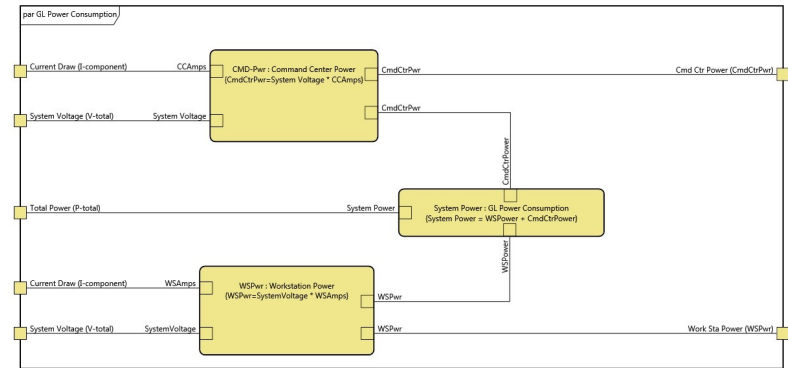 par GL Power Consumption
Current Draw (I-component)
CCAmps
CMD-Pwr : Command Center Power
{CmdCtrPwr=System Voltage * CCAmps}
CmdCtrPwr
Cmd Ctr Power (CmdCtrPwr)
System Voltage (V-total)
System Voltage
CmdCtrPwr
CmdCtrPower
Total Power (P-total)
System Power
System Power : GL Power Consumption
{System Power = WSPower + CmdCtrPower}
WSPower
Current Draw (I-component)
WSAmps
WSPwr : Workstation Power
{WSPwr=SystemVoltage * WSAmps}
WSPwr
System Voltage (V-total)
SystemVoltage
WSPwr
Work Sta Power (WSPwr)